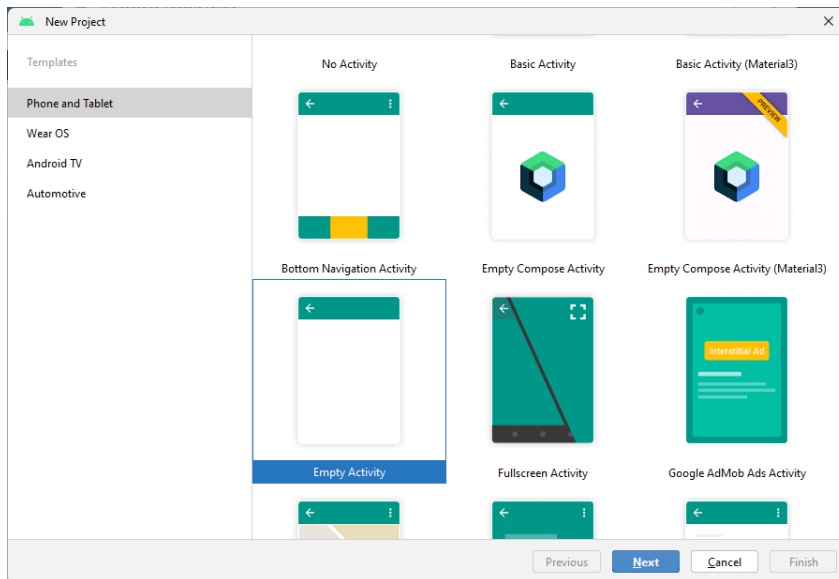 New Project
Templates
Phone and Tablet
Wear OS
Android TV
Automotive
No Activity
Basic Activity
Basic Activity (Material3)
PREVIEW
Bottom Navigation Activity
Empty Compose Activity
Empty Compose Activity (Material3)
Interstitial Ad
Empty Activity
Fullscreen Activity
Google AdMob Ads Activity
Previous
Next
Cancel
Finish